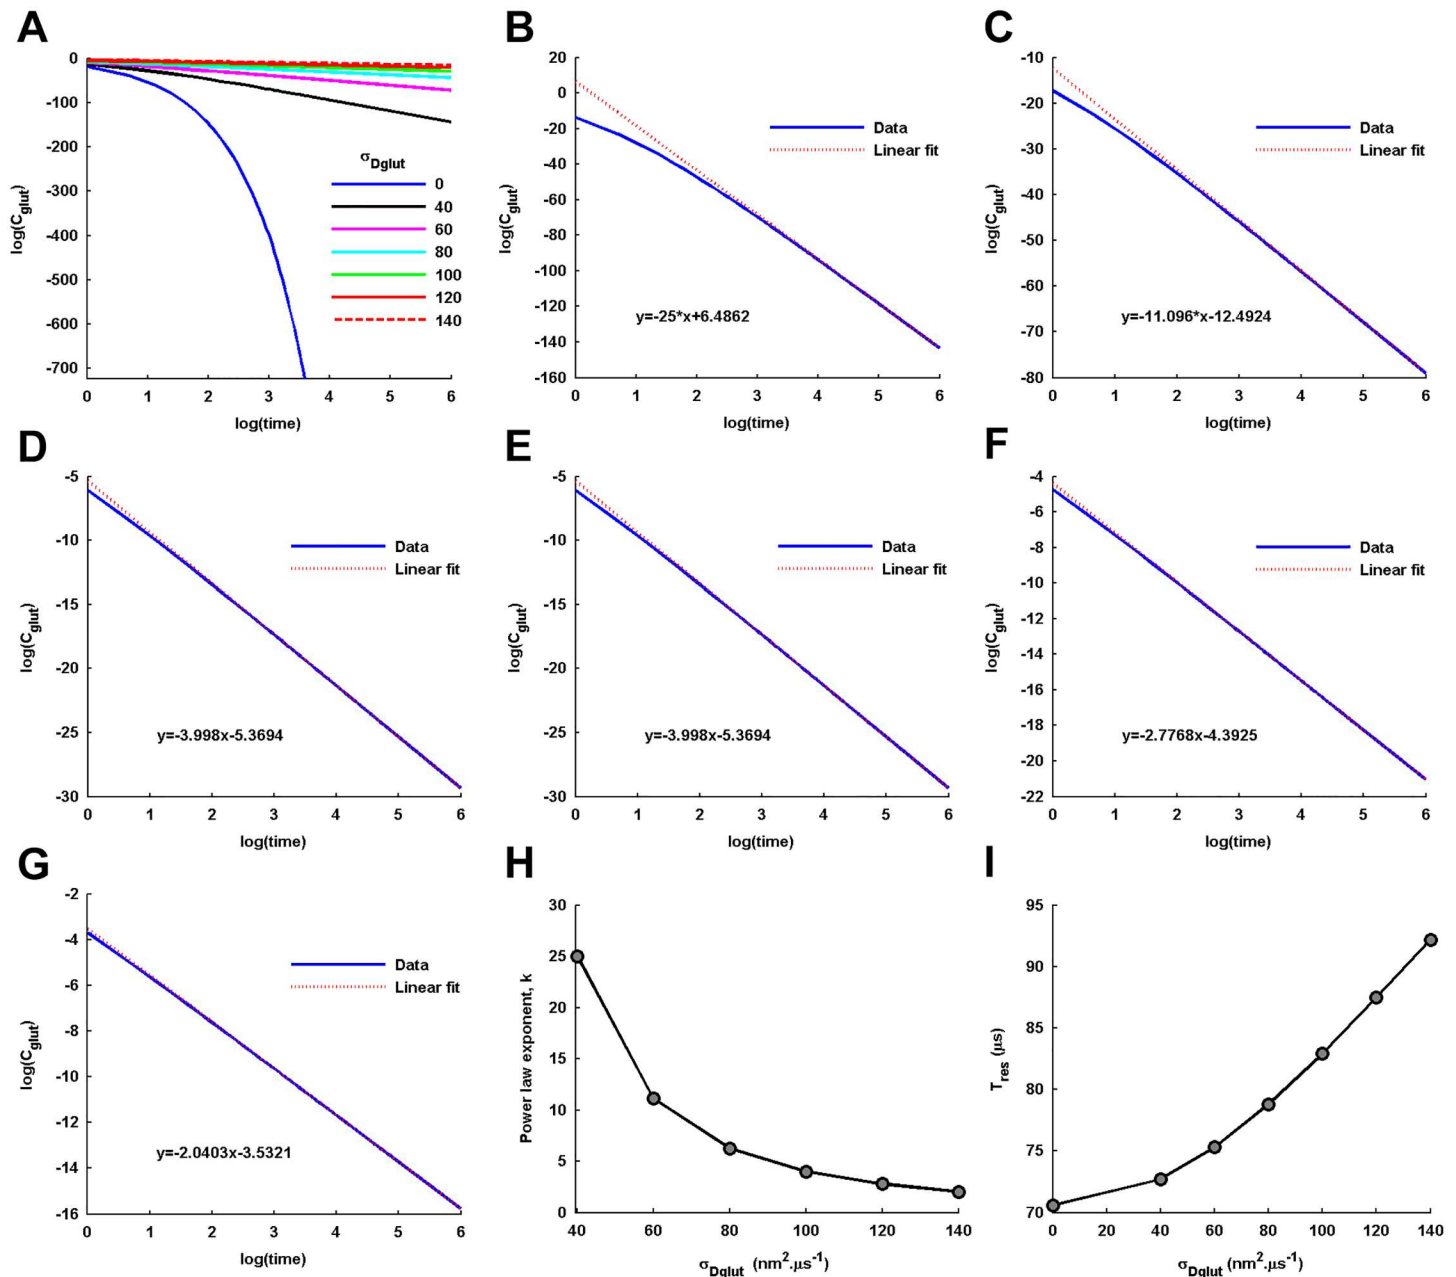 A
0
-100
-200
-300
-400
-500
-600
-700
0 1 2 3 4 5 6
log(C_glut)
log(time)
σ_Dglut
0
40
60
80
100
120
140
B
20
0
-20
-40
-60
-80
-100
-120
-140
-160
0 1 2 3 4 5 6
log(C_glut)
log(time)
Data
Linear fit
y=-25*x+6.4862
C
-10
-20
-30
-40
-50
-60
-70
-80
0 1 2 3 4 5 6
log(C_glut)
log(time)
Data
Linear fit
y=-11.096*x-12.4924
D
-5
-10
-15
-20
-25
-30
0 1 2 3 4 5 6
log(C_glut)
log(time)
Data
Linear fit
y=-3.998x-5.3694
E
-5
-10
-15
-20
-25
-30
0 1 2 3 4 5 6
log(C_glut)
log(time)
Data
Linear fit
y=-3.998x-5.3694
F
-4
-6
-8
-10
-12
-14
-16
-18
-20
-22
0 1 2 3 4 5 6
log(C_glut)
log(time)
Data
Linear fit
y=-2.7768x-4.3925
G
-2
-4
-6
-8
-10
-12
-14
-16
0 1 2 3 4 5 6
log(C_glut)
log(time)
Data
Linear fit
y=-2.0403x-3.5321
H
30
25
20
15
10
5
0
40 60 80 100 120 140
Power law exponent, k
σ_Dglut (nm².μs⁻¹)
I
95
90
85
80
75
70
0 20 40 60 80 100 120 140
T_res (μs)
σ_Dglut (nm².μs⁻¹)